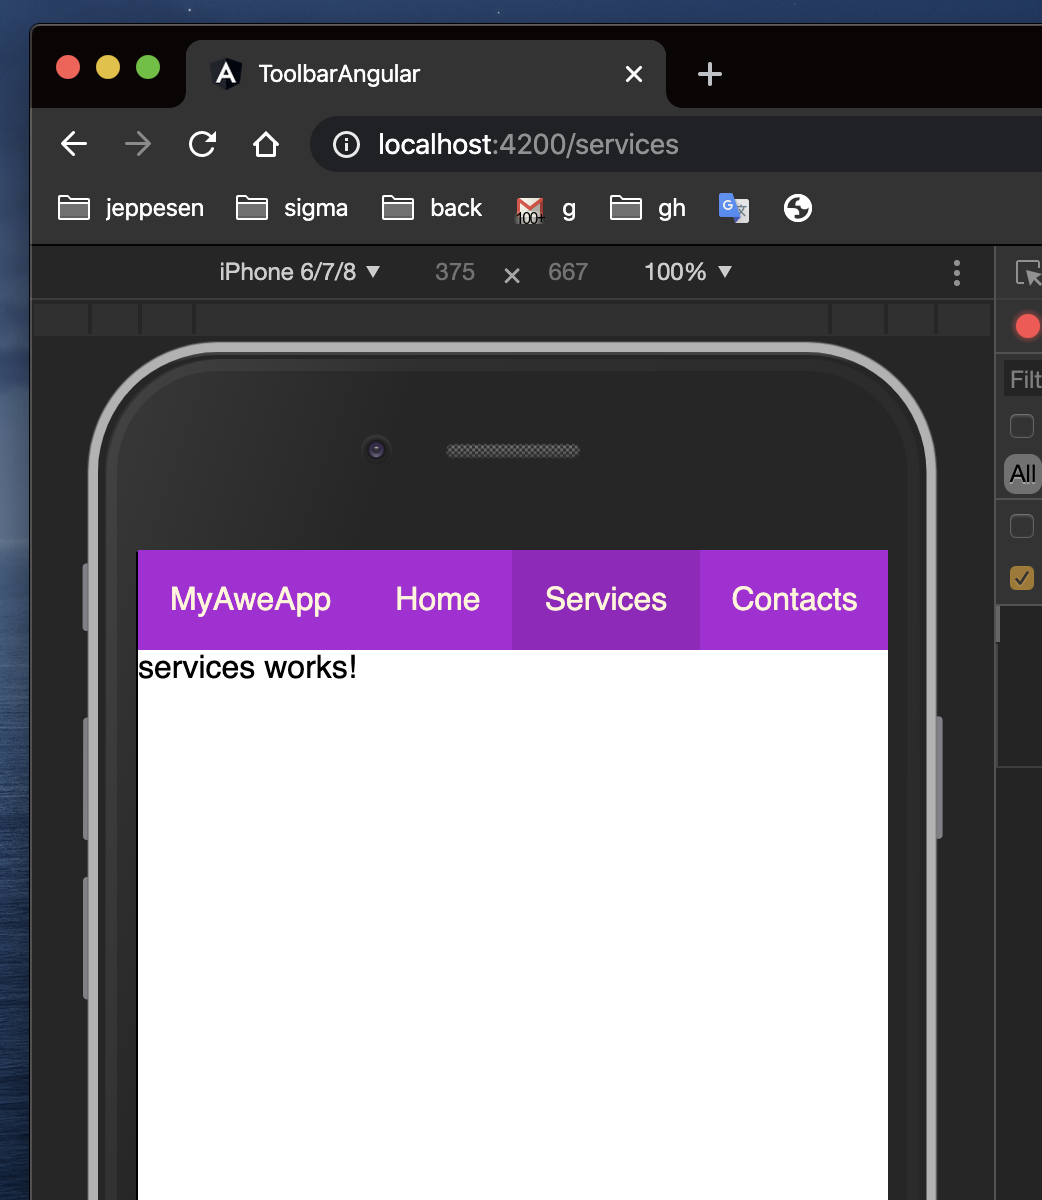 ToolbarAngular
localhost:4200/services
jeppesen sigma back 100+ g gh
iPhone 6/7/8 375 × 667 100%
Filt
All
MyAweApp Home Services Contacts
services works!